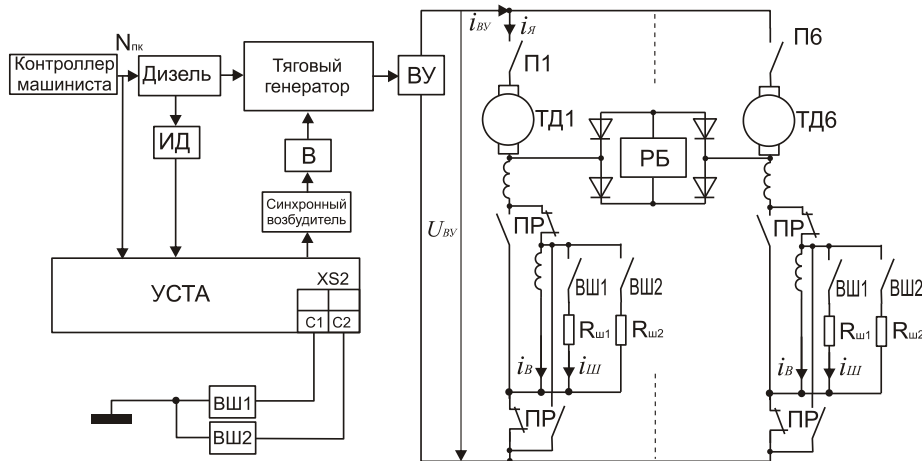 Контроллер
машиниста
Nпк
Дизель
Тяговый
генератор
ВУ
ИД
В
Синхронный
возбудитель
УСТА
XS2
С1 С2
ВШ1
ВШ2
iВУ
iЯ
UВУ
П1
ТД1
РБ
П6
ТД6
ПР
ВШ1
ВШ2
Rш1
Rш2
iВ
iШ
ПР
ПР
ВШ1
ВШ2
Rш1
Rш2
iВ
iШ
ПР